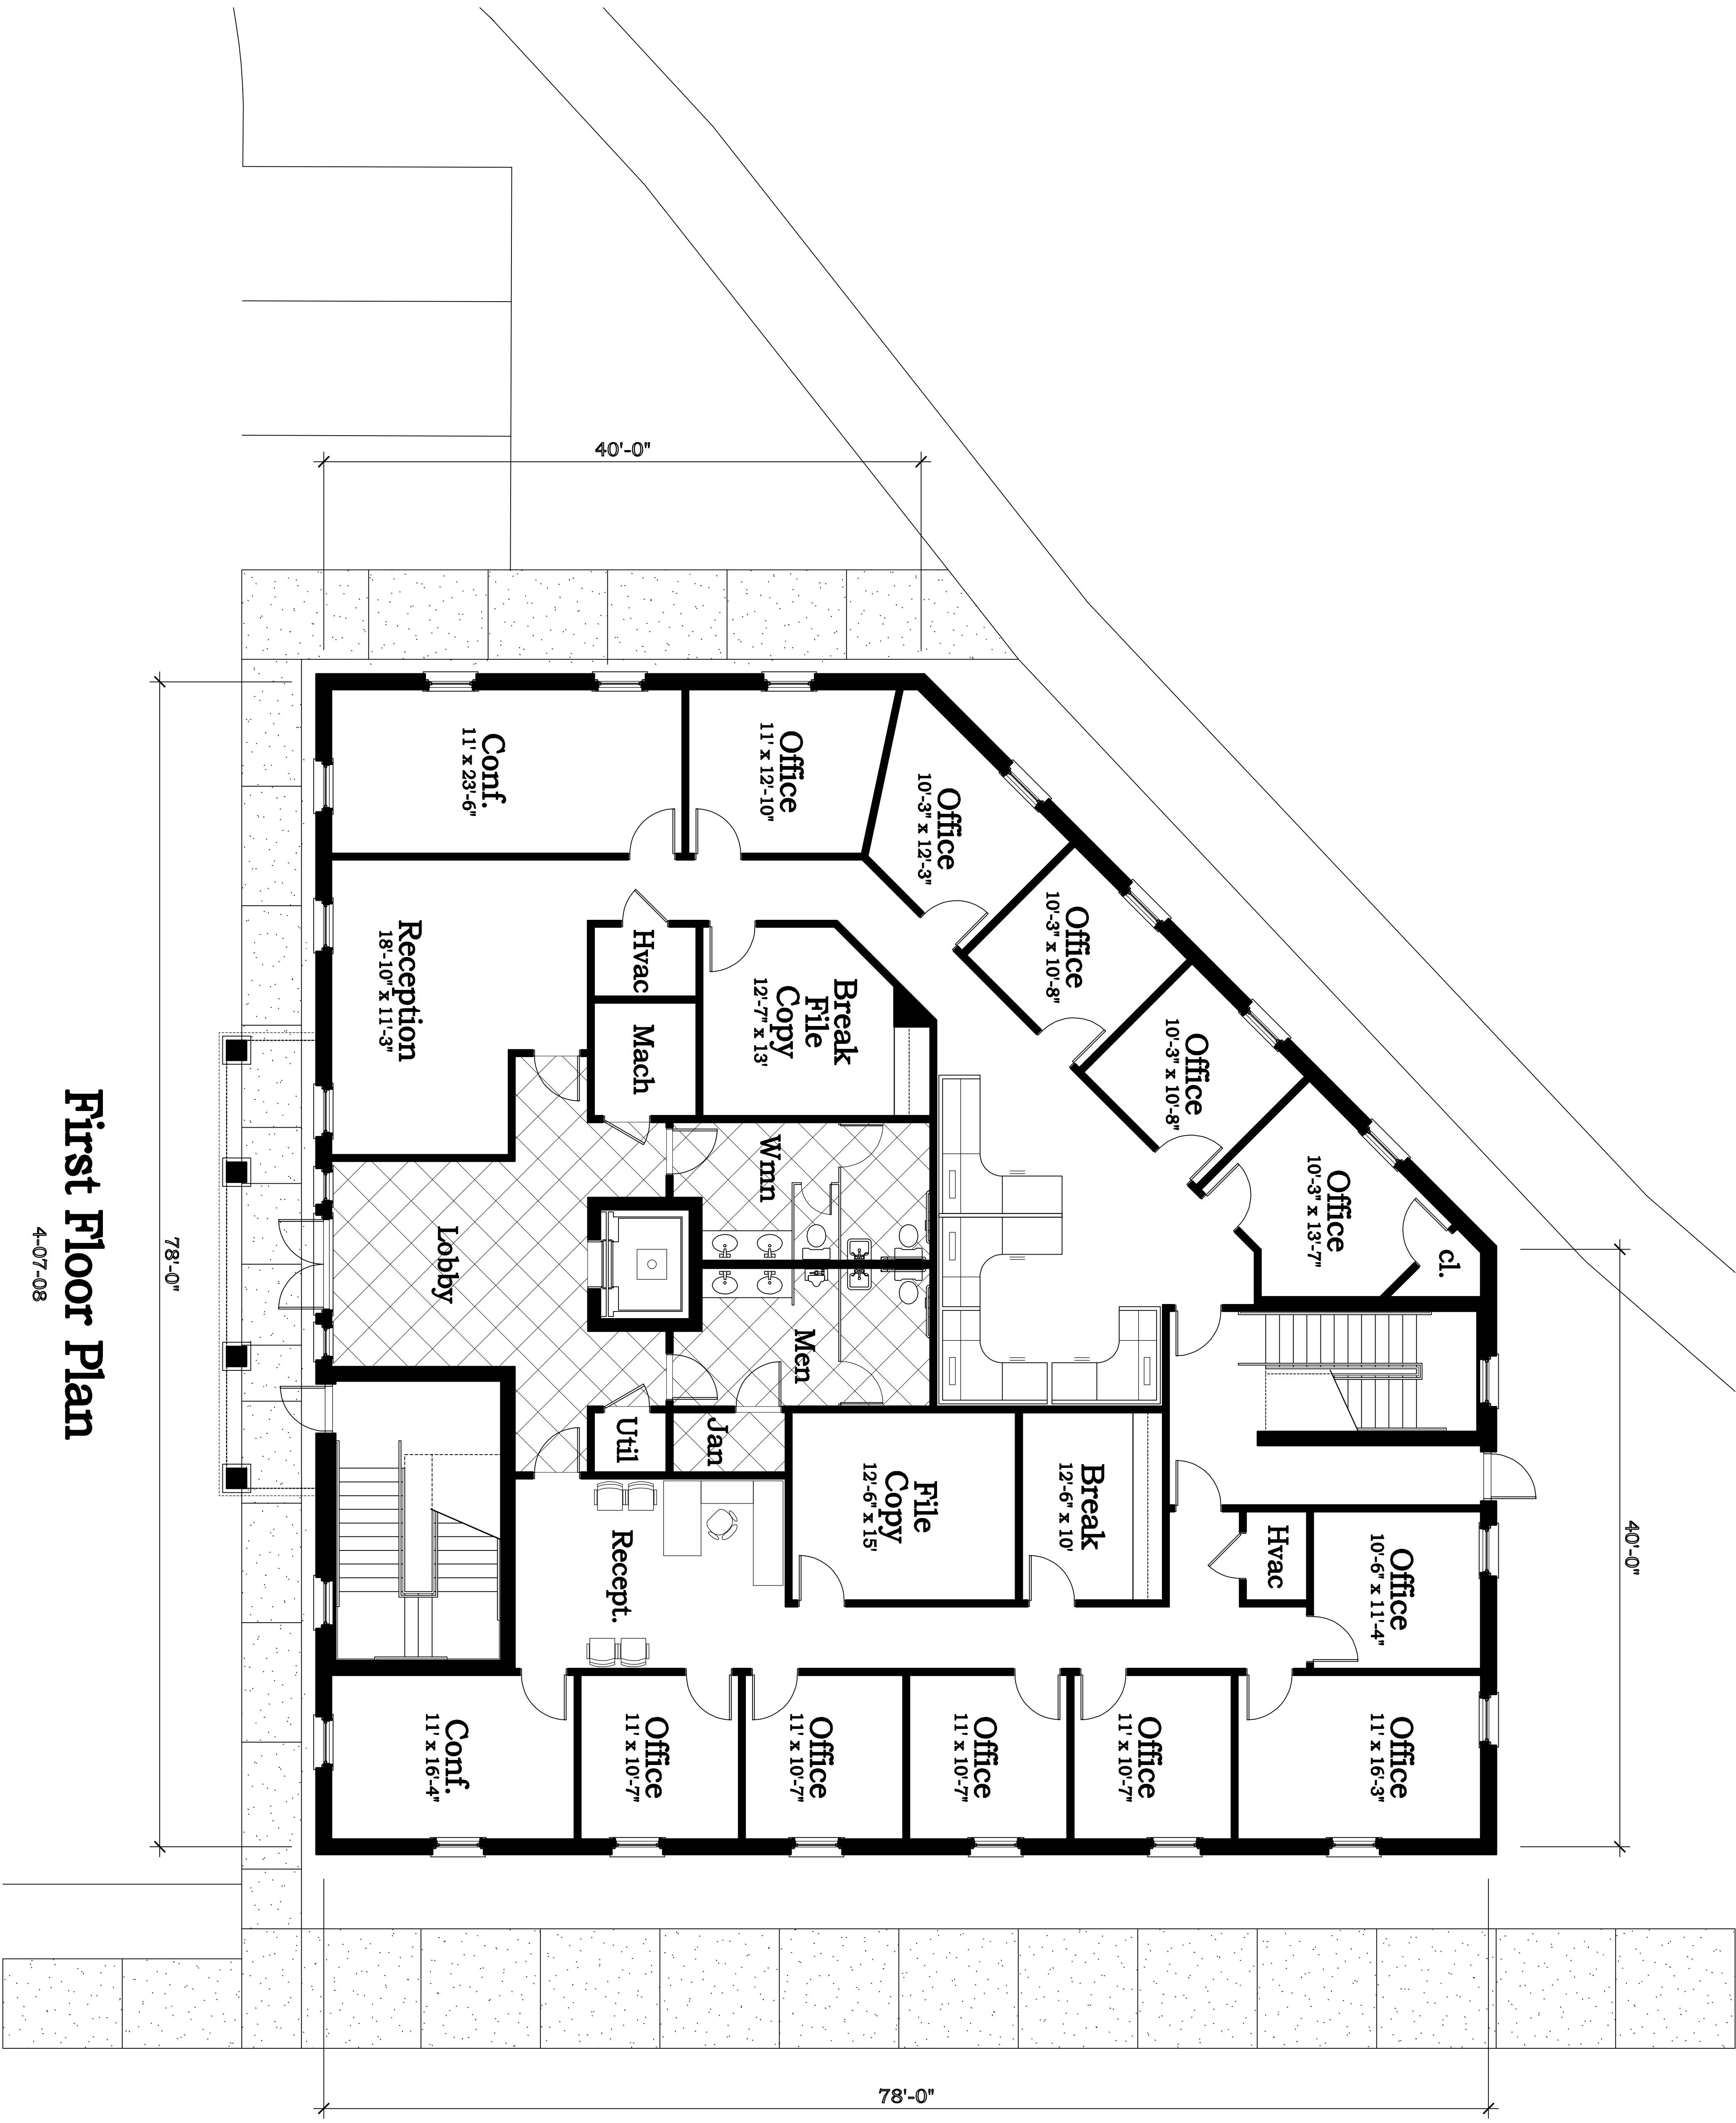 40'-0"
40'-0"
cl.
Office
10'-3" x 13'-7"
Office
10'-3" x 10'-8"
Office
10'-3" x 10'-8"
Office
10'-3" x 12'-3"
Office
11' x 12'-10"
Conf.
11' x 23'-6"
Office
10'-6" x 11'-4"
Hvac
Office
11' x 16'-3"
Break
12'-6" x 10'
File
Copy
12'-6" x 15'
Break
File
Copy
12'-7" x 13'
Hvac
Mach
Wmn
Men
Jan
Util
Reception
18'-10" x 11'-3"
Lobby
Recept.
Office
11' x 10'-7"
Office
11' x 10'-7"
Office
11' x 10'-7"
Office
11' x 10'-7"
Conf.
11' x 16'-4"
78'-0"
78'-0"
First Floor Plan
4-07-08